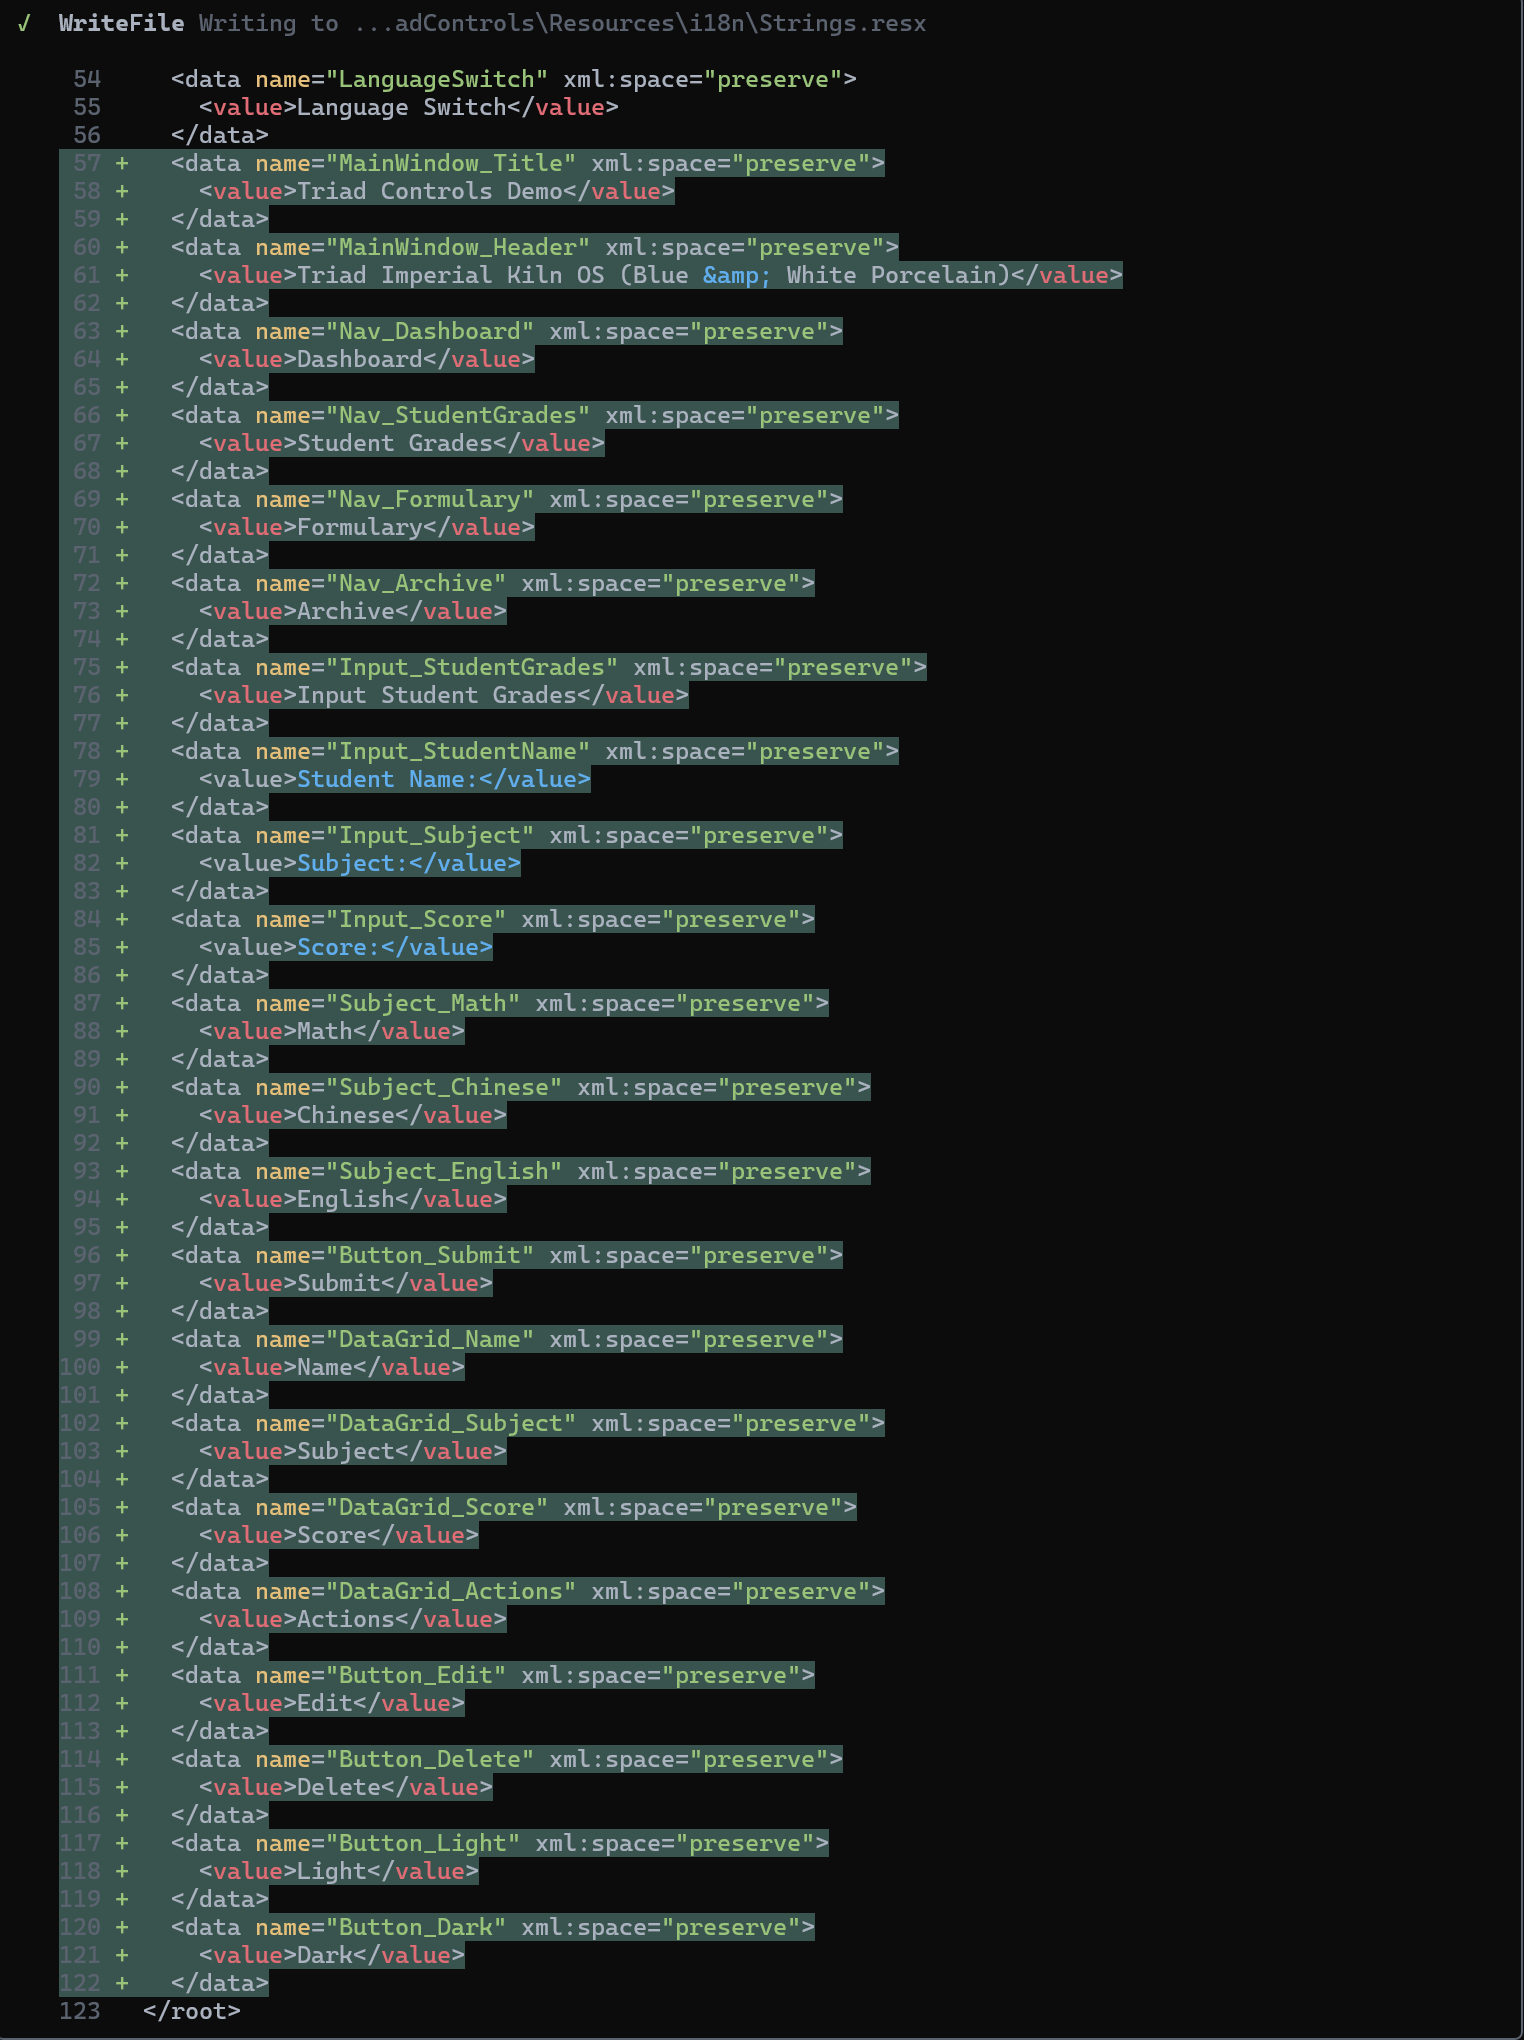 ✓ WriteFile Writing to ...adControls\Resources\i18n\Strings.resx
54 <data name="LanguageSwitch" xml:space="preserve">
55 <value>Language Switch</value>
56 </data>
57 + <data name="MainWindow_Title" xml:space="preserve">
58 + <value>Triad Controls Demo</value>
59 + </data>
60 + <data name="MainWindow_Header" xml:space="preserve">
61 + <value>Triad Imperial Kiln OS (Blue &amp; White Porcelain)</value>
62 + </data>
63 + <data name="Nav_Dashboard" xml:space="preserve">
64 + <value>Dashboard</value>
65 + </data>
66 + <data name="Nav_StudentGrades" xml:space="preserve">
67 + <value>Student Grades</value>
68 + </data>
69 + <data name="Nav_Formulary" xml:space="preserve">
70 + <value>Formulary</value>
71 + </data>
72 + <data name="Nav_Archive" xml:space="preserve">
73 + <value>Archive</value>
74 + </data>
75 + <data name="Input_StudentGrades" xml:space="preserve">
76 + <value>Input Student Grades</value>
77 + </data>
78 + <data name="Input_StudentName" xml:space="preserve">
79 + <value>Student Name:</value>
80 + </data>
81 + <data name="Input_Subject" xml:space="preserve">
82 + <value>Subject:</value>
83 + </data>
84 + <data name="Input_Score" xml:space="preserve">
85 + <value>Score:</value>
86 + </data>
87 + <data name="Subject_Math" xml:space="preserve">
88 + <value>Math</value>
89 + </data>
90 + <data name="Subject_Chinese" xml:space="preserve">
91 + <value>Chinese</value>
92 + </data>
93 + <data name="Subject_English" xml:space="preserve">
94 + <value>English</value>
95 + </data>
96 + <data name="Button_Submit" xml:space="preserve">
97 + <value>Submit</value>
98 + </data>
99 + <data name="DataGrid_Name" xml:space="preserve">
100 + <value>Name</value>
101 + </data>
102 + <data name="DataGrid_Subject" xml:space="preserve">
103 + <value>Subject</value>
104 + </data>
105 + <data name="DataGrid_Score" xml:space="preserve">
106 + <value>Score</value>
107 + </data>
108 + <data name="DataGrid_Actions" xml:space="preserve">
109 + <value>Actions</value>
110 + </data>
111 + <data name="Button_Edit" xml:space="preserve">
112 + <value>Edit</value>
113 + </data>
114 + <data name="Button_Delete" xml:space="preserve">
115 + <value>Delete</value>
116 + </data>
117 + <data name="Button_Light" xml:space="preserve">
118 + <value>Light</value>
119 + </data>
120 + <data name="Button_Dark" xml:space="preserve">
121 + <value>Dark</value>
122 + </data>
123 </root>